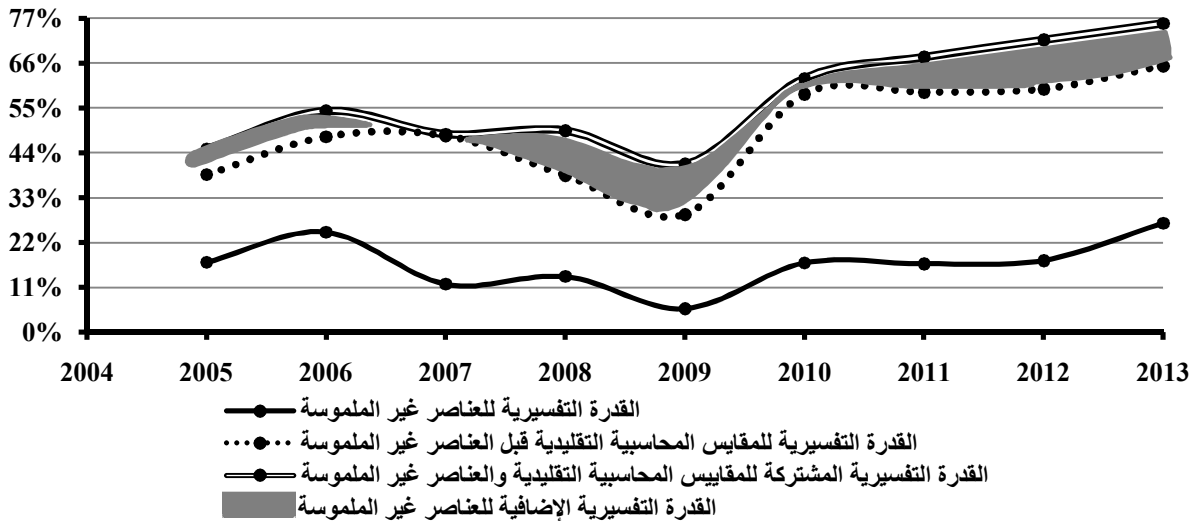 77%
66%
55%
44%
33%
22%
11%
0%
2004 2005 2006 2007 2008 2009 2010 2011 2012 2013
القدرة التفسيرية للعناصر غير الملموسة
القدرة التفسيرية للمقايس المحاسبية التقليدية قبل العناصر غير الملموسة
القدرة التفسيرية المشتركة للمقاييس المحاسبية التقليدية والعناصر غير الملموسة
القدرة التفسيرية الإضافية للعناصر غير الملموسة